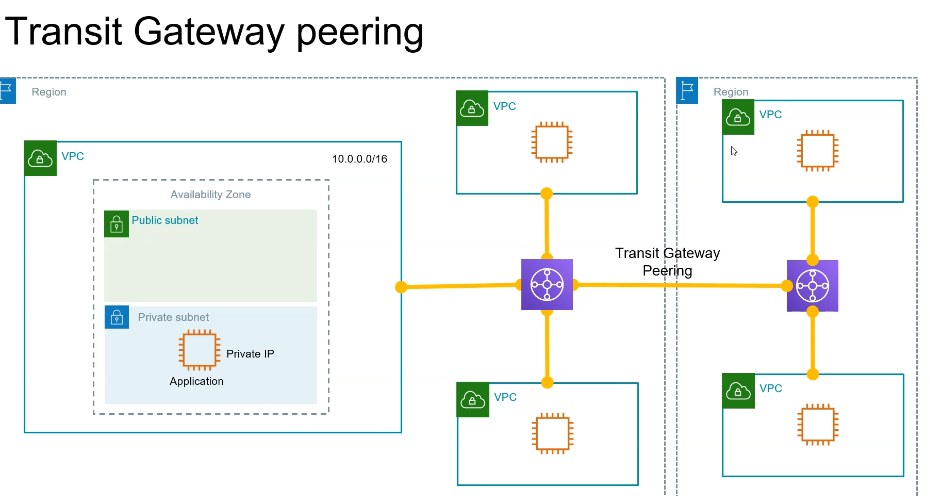 Transit Gateway peering
Region
VPC
10.0.0.0/16
Availability Zone
Public subnet
Private subnet
Private IP
Application
VPC
VPC
Transit Gateway
Peering
Region
VPC
VPC